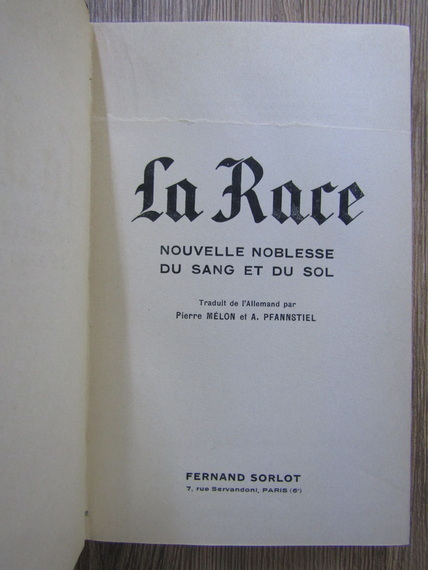 La Race
NOUVELLE NOBLESSE
DU SANG ET DU SOL
Traduit de l'Allemand par
Pierre MÉLON et A. PFANNSTIEL
FERNAND SORLOT
7, rue Servandoni, PARIS (6e)